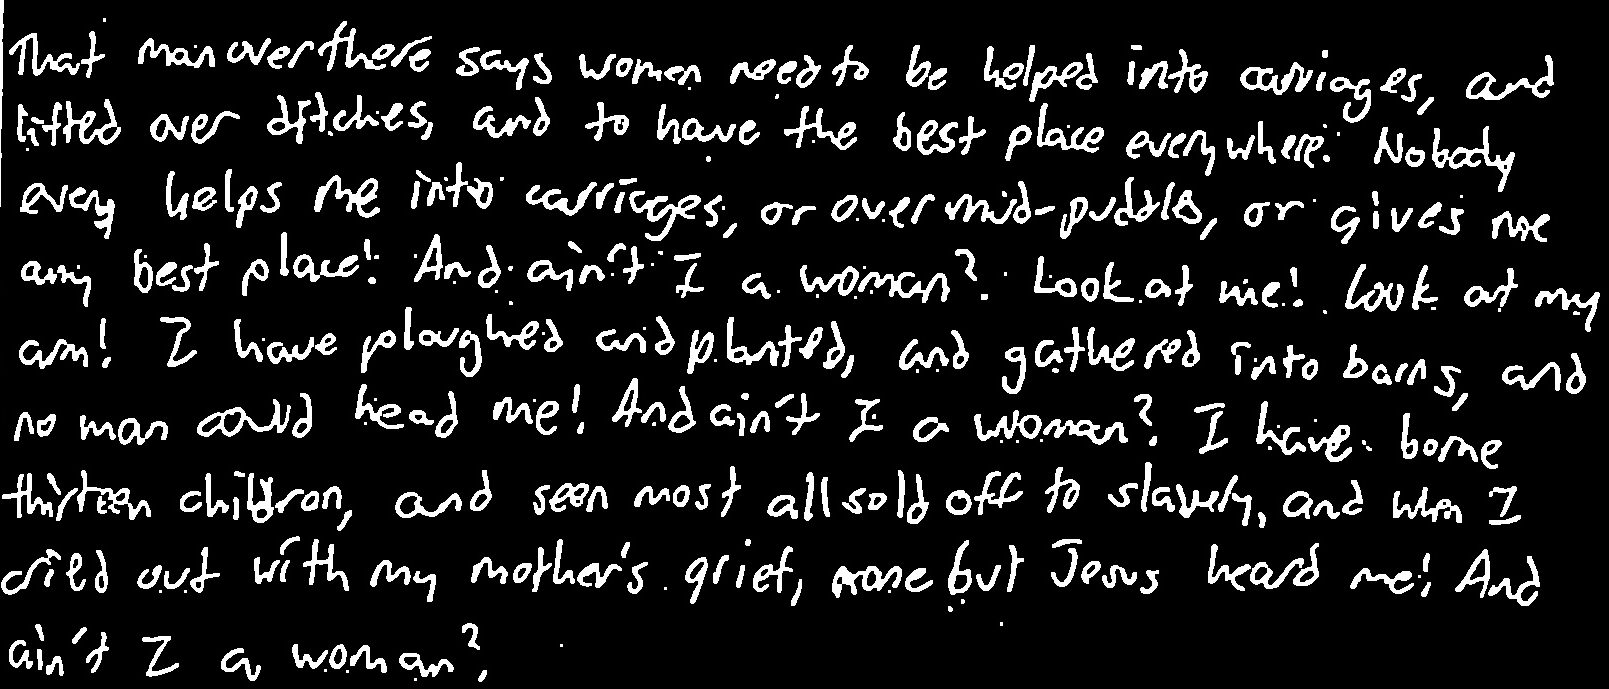 That man over there says women need to be helped into carriages, and
lifted over ditches, and to have the best place everywhere. Nobody
every helps me into carriages, or over mud-puddles, or gives me
any best place! And ain't I a woman? Look at me! Look at my
arm! I have ploughed and planted, and gathered into barns, and
no man could head me! And ain't I a woman? I have borne
thirteen children, and seen most all sold off to slavery, and when I
cried out with my mother's grief, none but Jesus heard me! And
ain't I a woman?